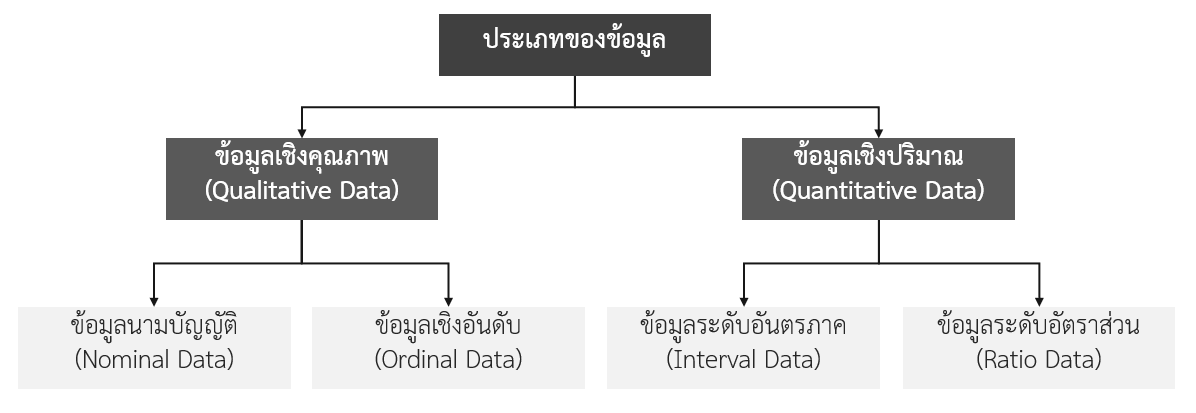 ประเภทของข้อมูล
ข้อมูลเชิงคุณภาพ
(Qualitative Data)
ข้อมูลเชิงปริมาณ
(Quantitative Data)
ข้อมูลนามบัญญัติ
(Nominal Data)
ข้อมูลเชิงอันดับ
(Ordinal Data)
ข้อมูลระดับอันตรภาค
(Interval Data)
ข้อมูลระดับอัตราส่วน
(Ratio Data)